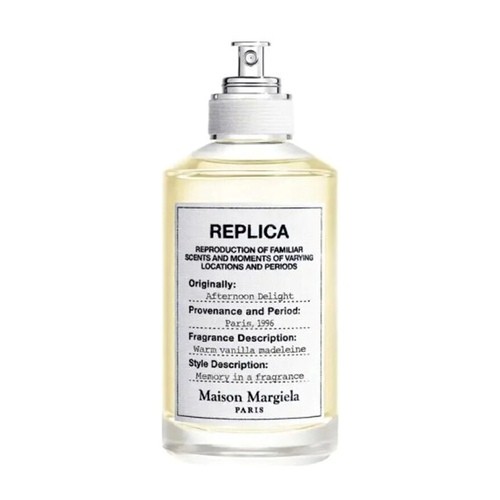 REPLICA
REPRODUCTION OF FAMILIAR
SCENTS AND MOMENTS OF VARYING
LOCATIONS AND PERIODS
Originally:
Afternoon Delight
Provenance and Period:
Paris, 1996
Fragrance Description:
Warm vanilla madeleine
Style Description:
Memory in a fragrance
Maison Margiela
PARIS